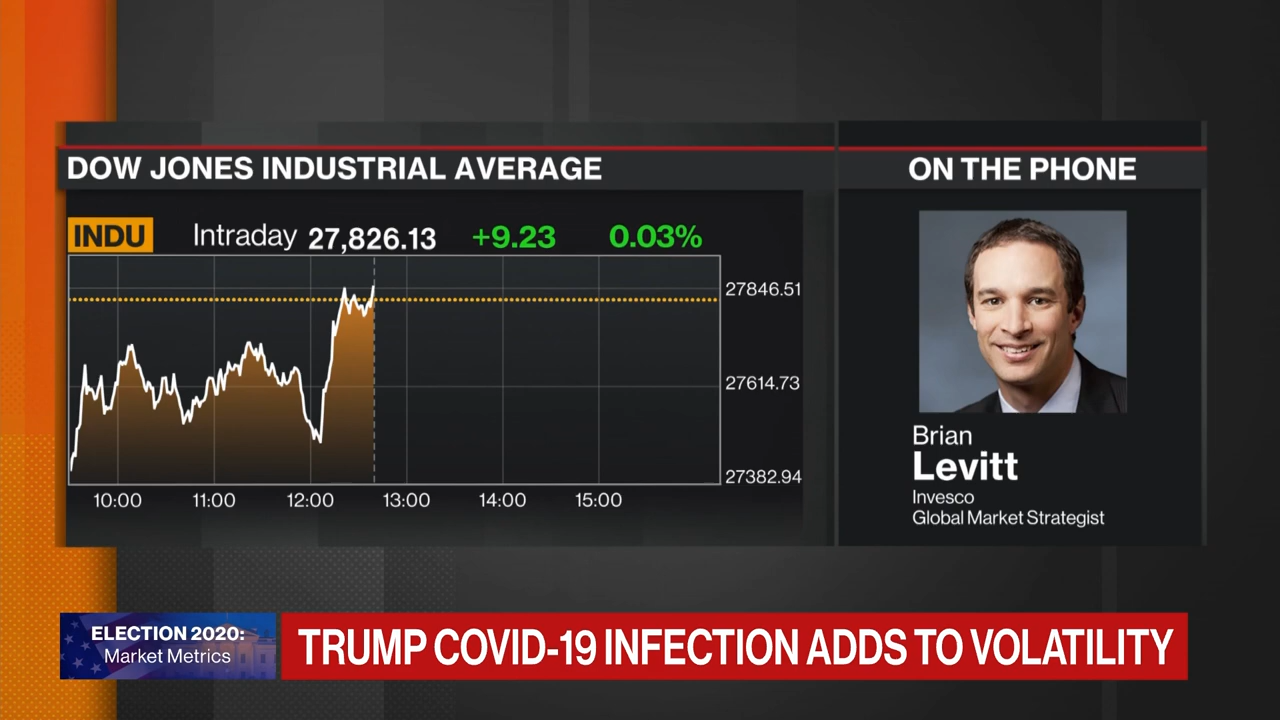 DOW JONES INDUSTRIAL AVERAGE
INDU Intraday 27,826.13 +9.23 0.03%
27846.51
27614.73
27382.94
10:00 11:00 12:00 13:00 14:00 15:00
ON THE PHONE
Brian
Levitt
Invesco
Global Market Strategist
ELECTION 2020:
Market Metrics
TRUMP COVID-19 INFECTION ADDS TO VOLATILITY